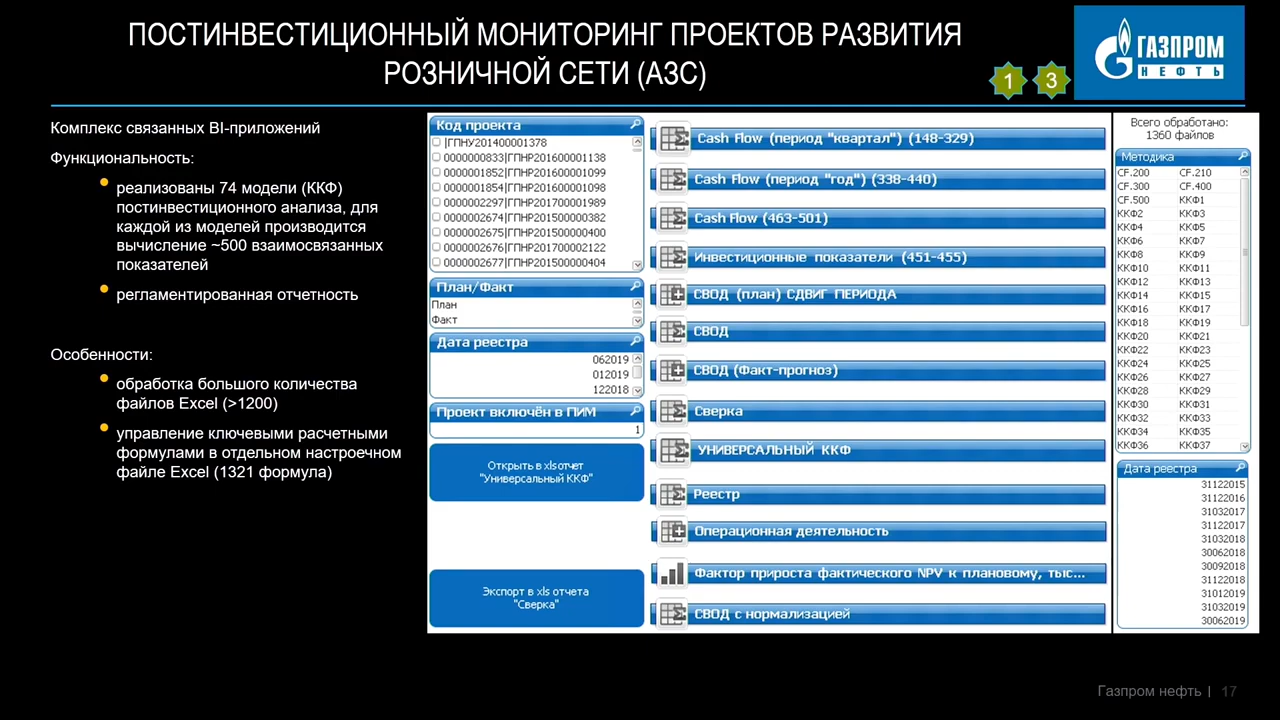 ПОСТИНВЕСТИЦИОННЫЙ МОНИТОРИНГ ПРОЕКТОВ РАЗВИТИЯ
РОЗНИЧНОЙ СЕТИ (АЗС)
1
3
ГАЗПРОМ
НЕФТЬ
Комплекс связанных BI-приложений
Функциональность:
реализованы 74 модели (ККФ)
постинвестиционного анализа, для
каждой из моделей производится
вычисление ~500 взаимосвязанных
показателей
регламентированная отчетность
Особенности:
обработка большого количества
файлов Excel (>1200)
управление ключевыми расчетными
формулами в отдельном настроечном
файле Excel (1321 формула)
Код проекта
|ГПНУ201400001378
0000000833|ГПНР201600001138
0000001852|ГПНР201600001099
0000001854|ГПНР201600001098
0000002297|ГПНР201700001989
0000002674|ГПНР201500000382
0000002675|ГПНР201500000400
0000002676|ГПНР201700002122
0000002677|ГПНР201500000404
План/Факт
План
Факт
Дата реестра
062019
012019
122018
Проект включён в ПИМ
1
Открыть в xls отчет
"Универсальный ККФ"
Экспорт в xls отчета
"Сверка"
Cash Flow (период "квартал") (148-329)
Cash Flow (период "год") (338-440)
Cash Flow (463-501)
Инвестиционные показатели (451-455)
СВОД (план) СДВИГ ПЕРИОДА
СВОД
СВОД (Факт-прогноз)
Сверка
УНИВЕРСАЛЬНЫЙ ККФ
Реестр
Операционная деятельность
Фактор прироста фактического NPV к плановому, тыс...
СВОД с нормализацией
Всего обработано:
1360 файлов
Методика
CF.200 CF.210
CF.300 CF.400
CF.500 ККФ1
ККФ2 ККФ3
ККФ4 ККФ5
ККФ6 ККФ7
ККФ8 ККФ9
ККФ10 ККФ11
ККФ12 ККФ13
ККФ14 ККФ15
ККФ16 ККФ17
ККФ18 ККФ19
ККФ20 ККФ21
ККФ22 ККФ23
ККФ24 ККФ25
ККФ26 ККФ27
ККФ28 ККФ29
ККФ30 ККФ31
ККФ32 ККФ33
ККФ34 ККФ35
ККФ36 ККФ37
Дата реестра
31122015
31122016
31032017
31122017
31032018
30062018
30092018
31122018
31012019
31032019
30062019
Газпром нефть | 17